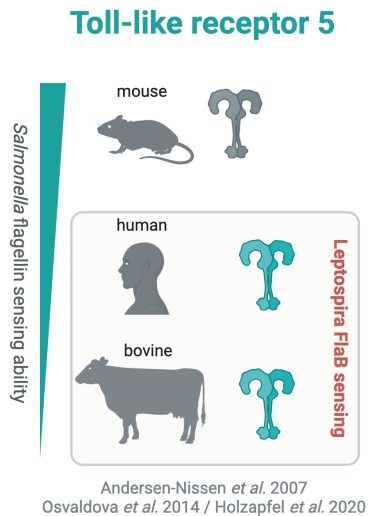 Toll-like receptor 5
mouse
Salmonella flagellin sensing ability
human
Leptospira FlaB sensing
bovine
Andersen-Nissen et al. 2007
Osvaldova et al. 2014 / Holzapfel et al. 2020